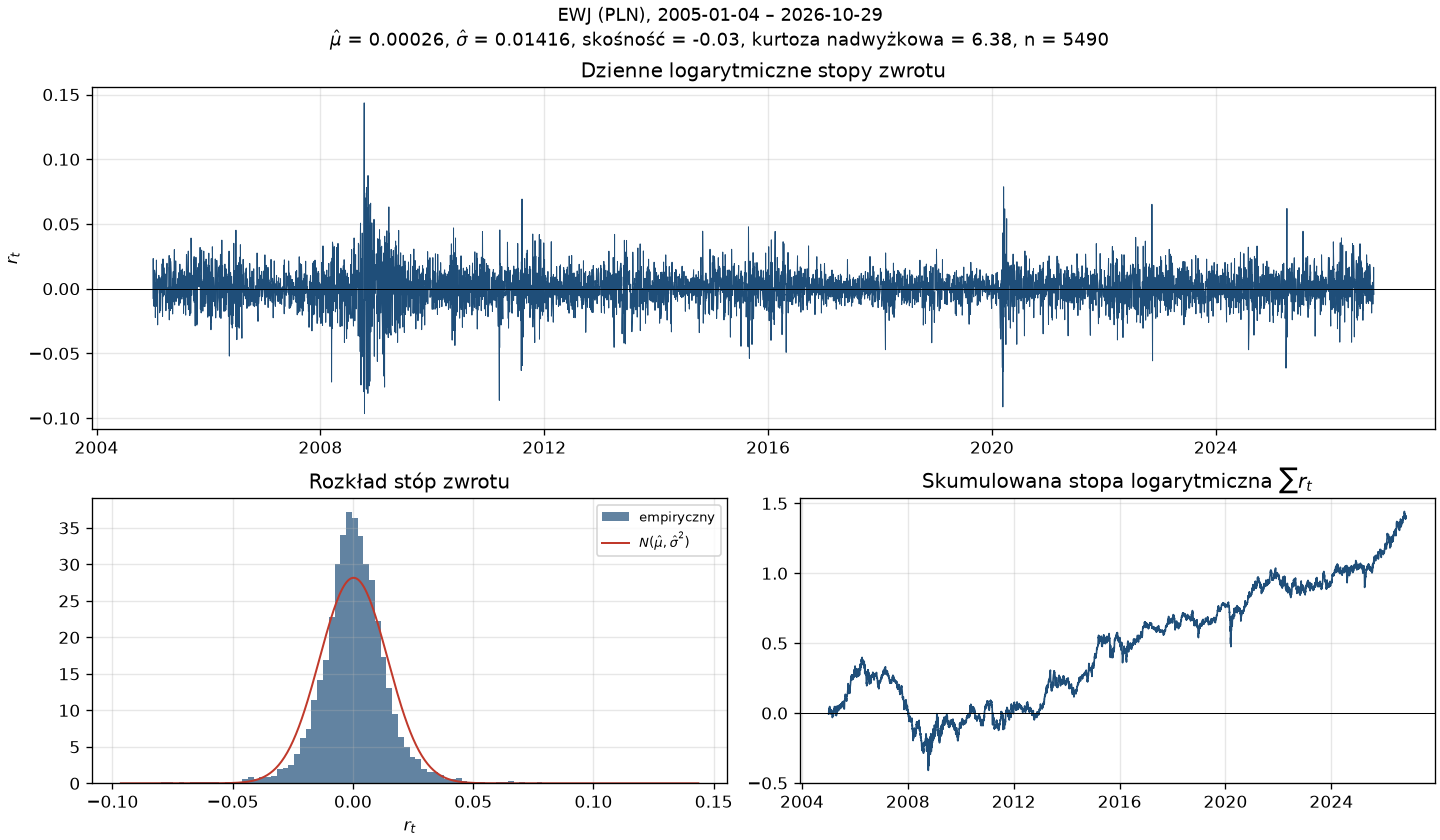 EWJ (PLN), 2005-01-04 – 2026-10-29
μ̂ = 0.00026, σ̂ = 0.01416, skośność = -0.03, kurtoza nadwyżkowa = 6.38, n = 5490
Dzienne logarytmiczne stopy zwrotu
0.15
0.10
0.05
0.00
−0.05
−0.10
r_t
2004 2008 2012 2016 2020 2024
Rozkład stóp zwrotu
35
30
25
20
15
10
5
0
empiryczny
N(μ̂, σ̂²)
−0.10 −0.05 0.00 0.05 0.10 0.15
r_t
Skumulowana stopa logarytmiczna ∑r_t
1.5
1.0
0.5
0.0
−0.5
2004 2008 2012 2016 2020 2024